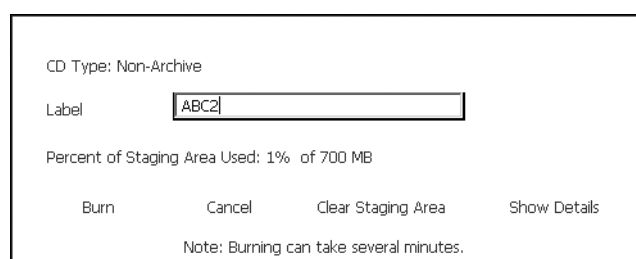 CD Type: Non-Archive
Label ABC2
Percent of Staging Area Used: 1% of 700 MB
Burn Cancel Clear Staging Area Show Details
Note: Burning can take several minutes.